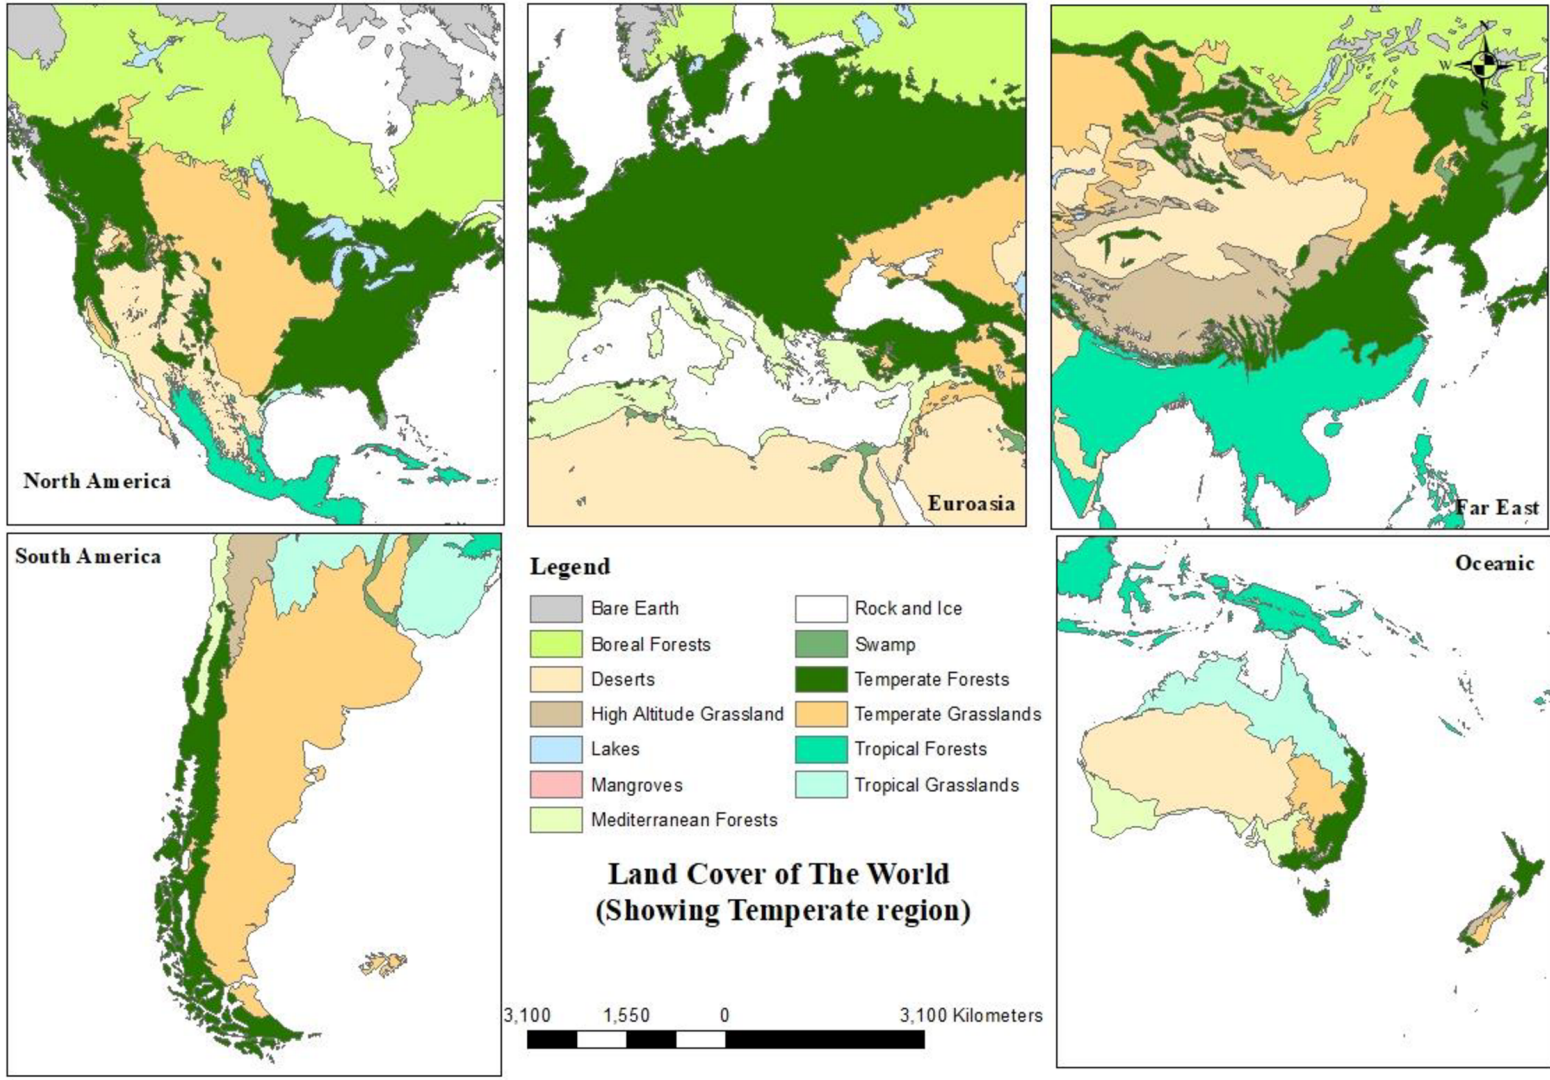 N
W
E
S
North America
Euroasia
Far East
South America
Oceanic
Legend
Bare Earth
Boreal Forests
Deserts
High Altitude Grassland
Lakes
Mangroves
Mediterranean Forests
Rock and Ice
Swamp
Temperate Forests
Temperate Grasslands
Tropical Forests
Tropical Grasslands
Land Cover of The World
(Showing Temperate region)
3,100 1,550 0 3,100 Kilometers